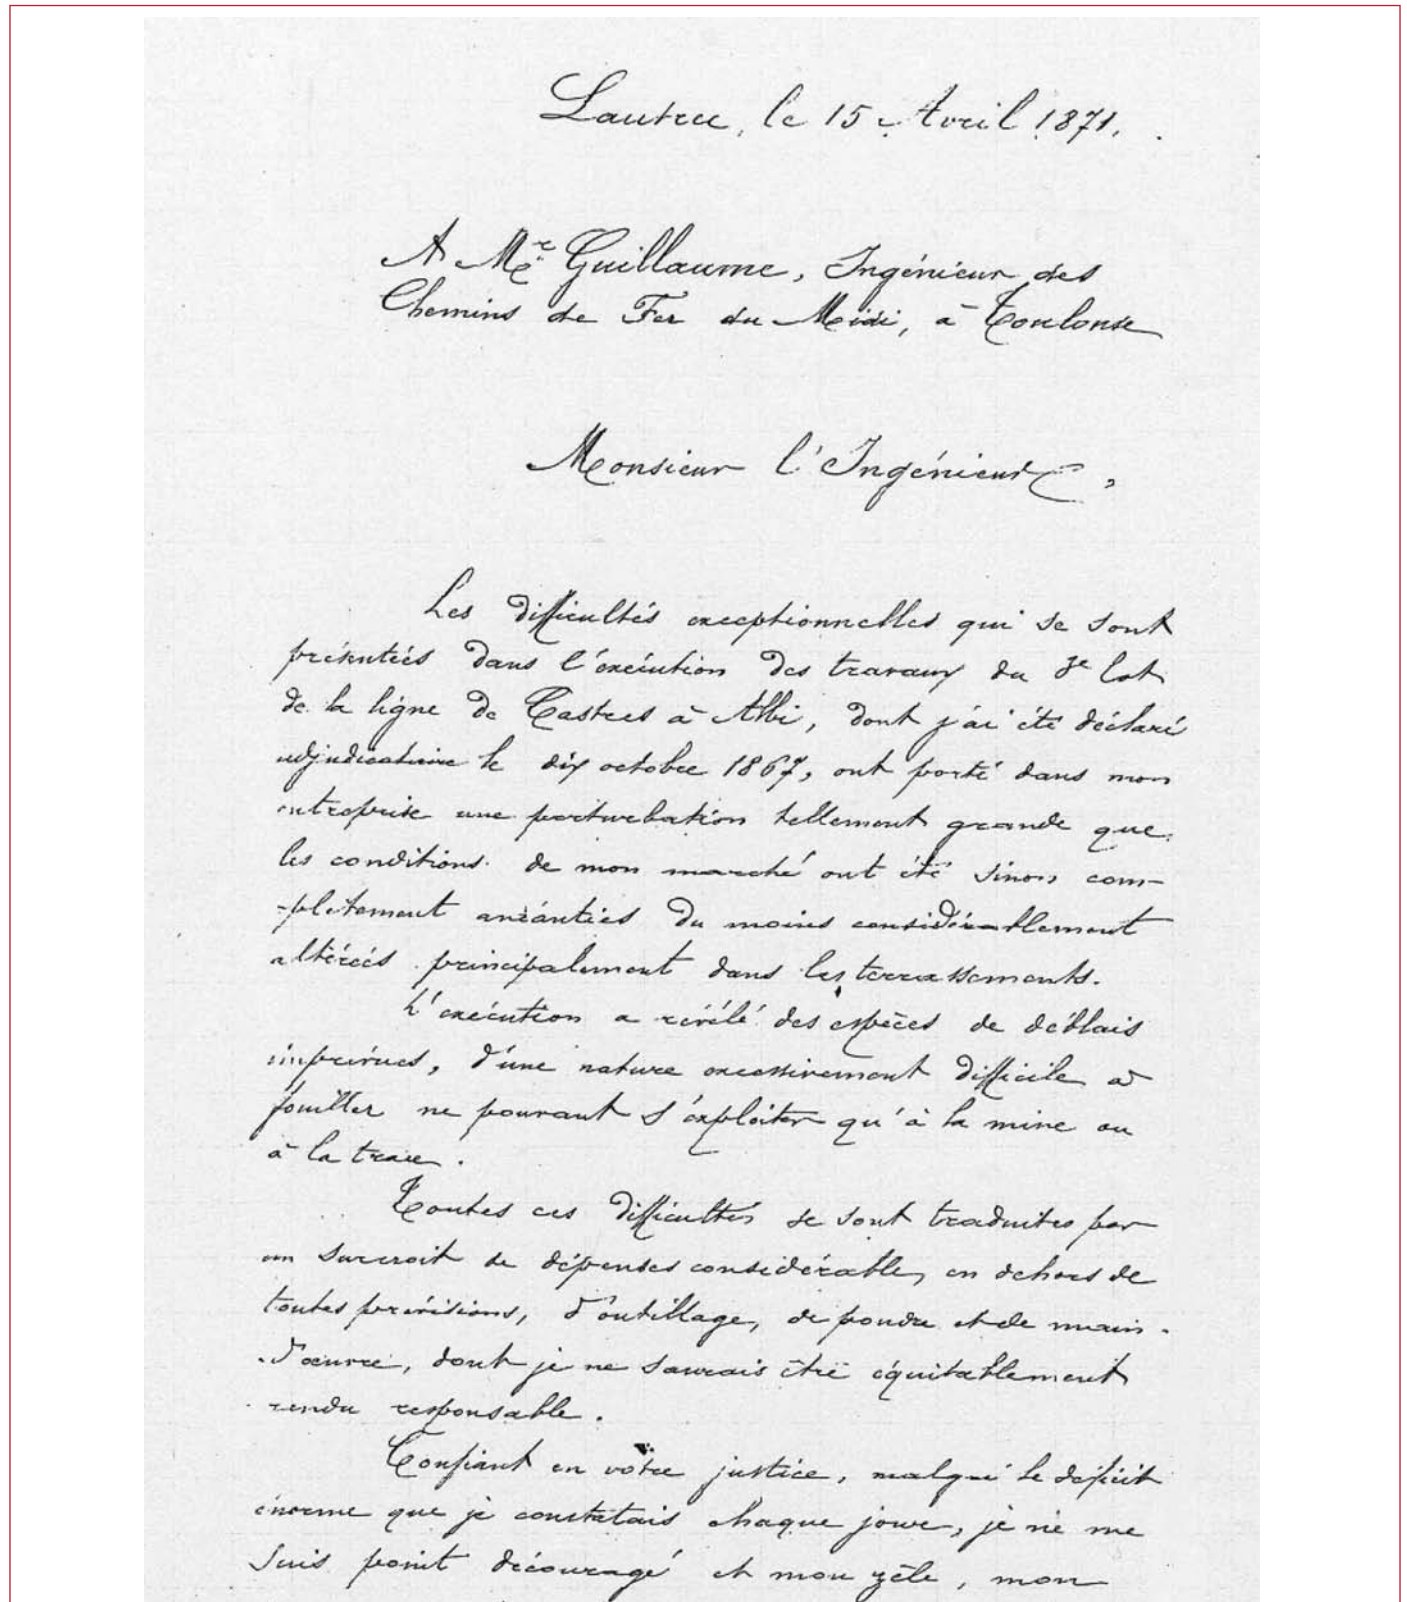 Lautrec, le 15 Avril 1871.
A Mr Guillaume, Ingénieur des
Chemins de Fer du Midi, à Toulouse
Monsieur l'Ingénieur,
Les difficultés exceptionnelles qui se sont
présentées dans l'exécution des travaux du 3e lot
de la ligne de Castres à Albi, dont j'ai été déclaré
adjudicataire le dix octobre 1867, ont porté dans mon
entreprise une perturbation tellement grande que
les conditions de mon marché ont été sinon com-
-plètement anéanties du moins considérablement
altérées principalement dans les terrassements.
L'exécution a révélé des espèces de déblais
imprévues, d'une nature excessivement difficile à
fouiller ne pouvant s'exploiter qu'à la mine ou
à la
Toutes ces difficultés se sont traduites par
un surcroit de dépenses considérable, en dehors de
toutes prévisions, d'outillage, de poudre et de main-
-d'œuvre, dont je ne saurais être équitablement
rendu responsable.
Confiant en votre justice, malgré le déficit
énorme que je constatais chaque jour, je ne me
suis point découragé et mon zèle, mon